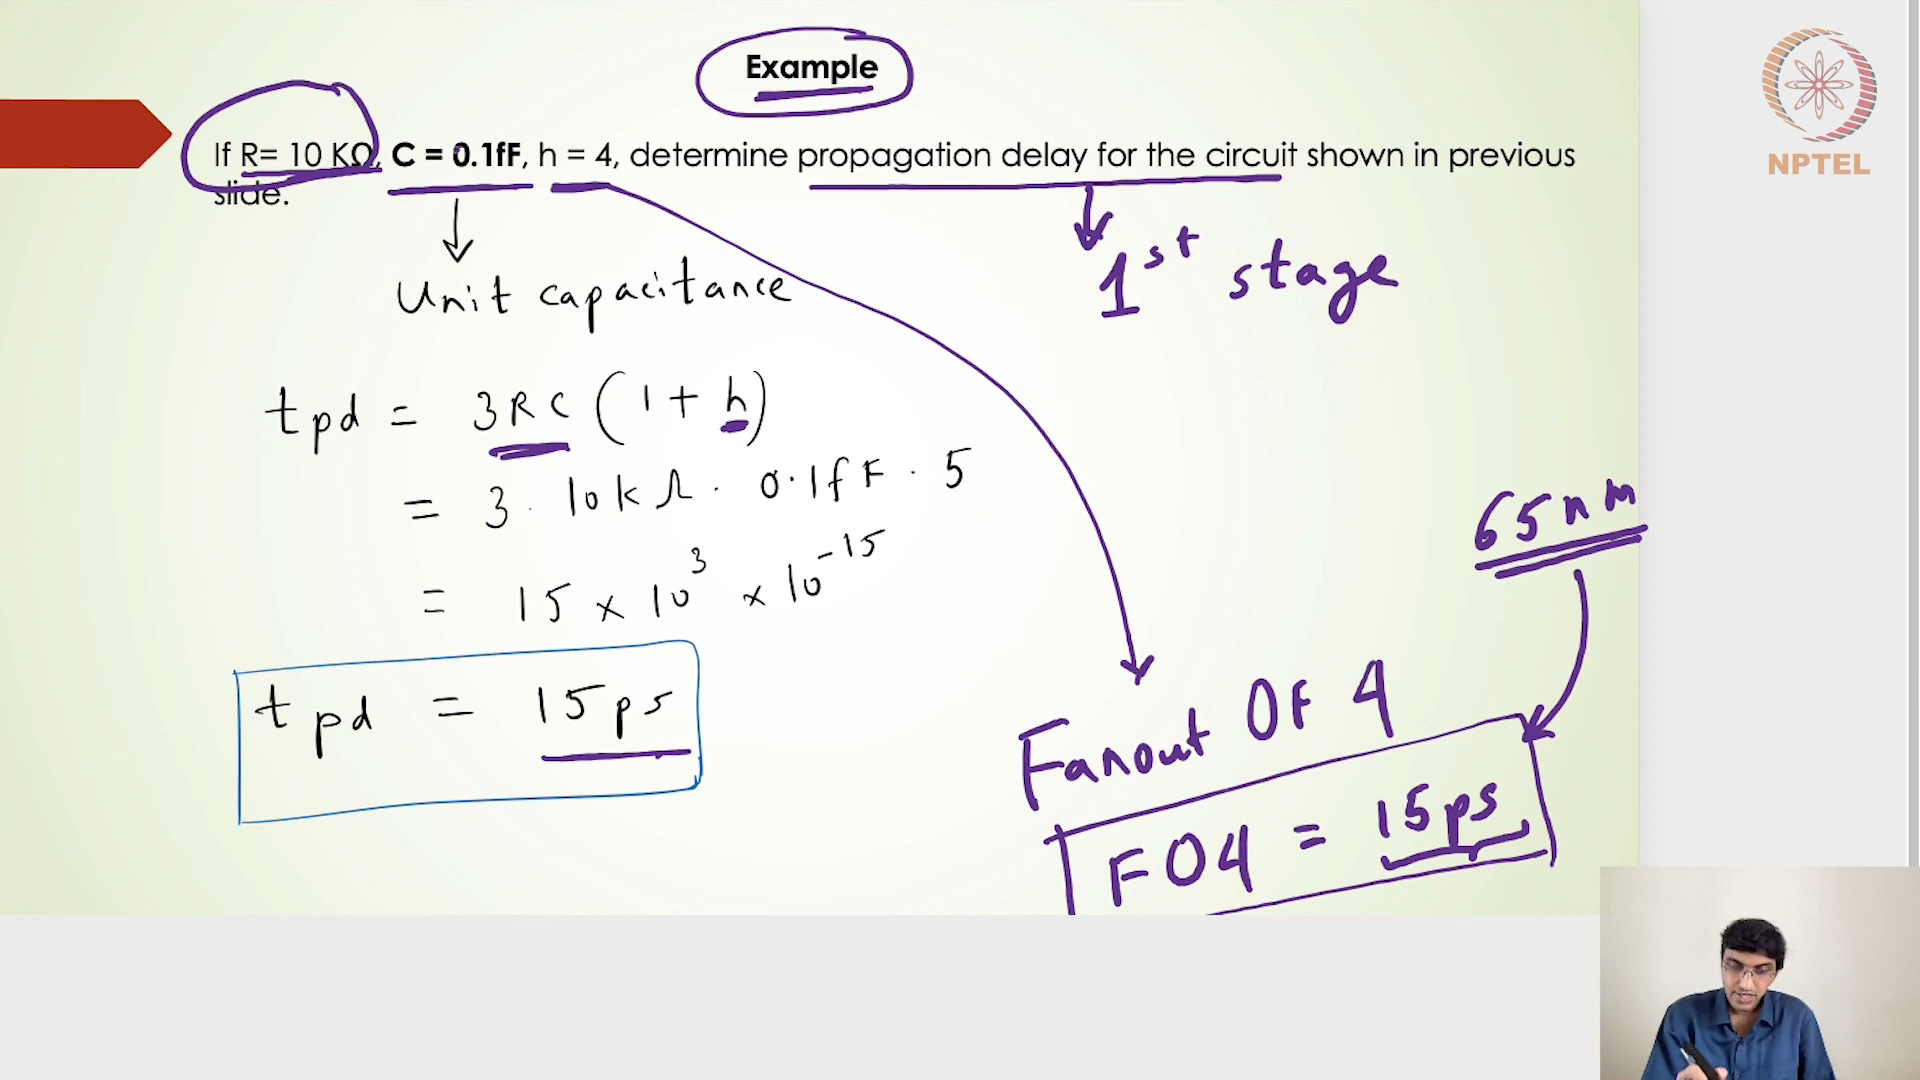 Example
If R= 10 KΩ, C = 0.1fF, h = 4, determine propagation delay for the circuit shown in previous
slide.
NPTEL
1st stage
Unit capacitance
tpd = 3RC (1 + h)
= 3 . 10kΩ . 0.1fF . 5
= 15 × 10^3 × 10^-15
tpd = 15ps
65nm
Fanout Of 4
FO4 = 15ps